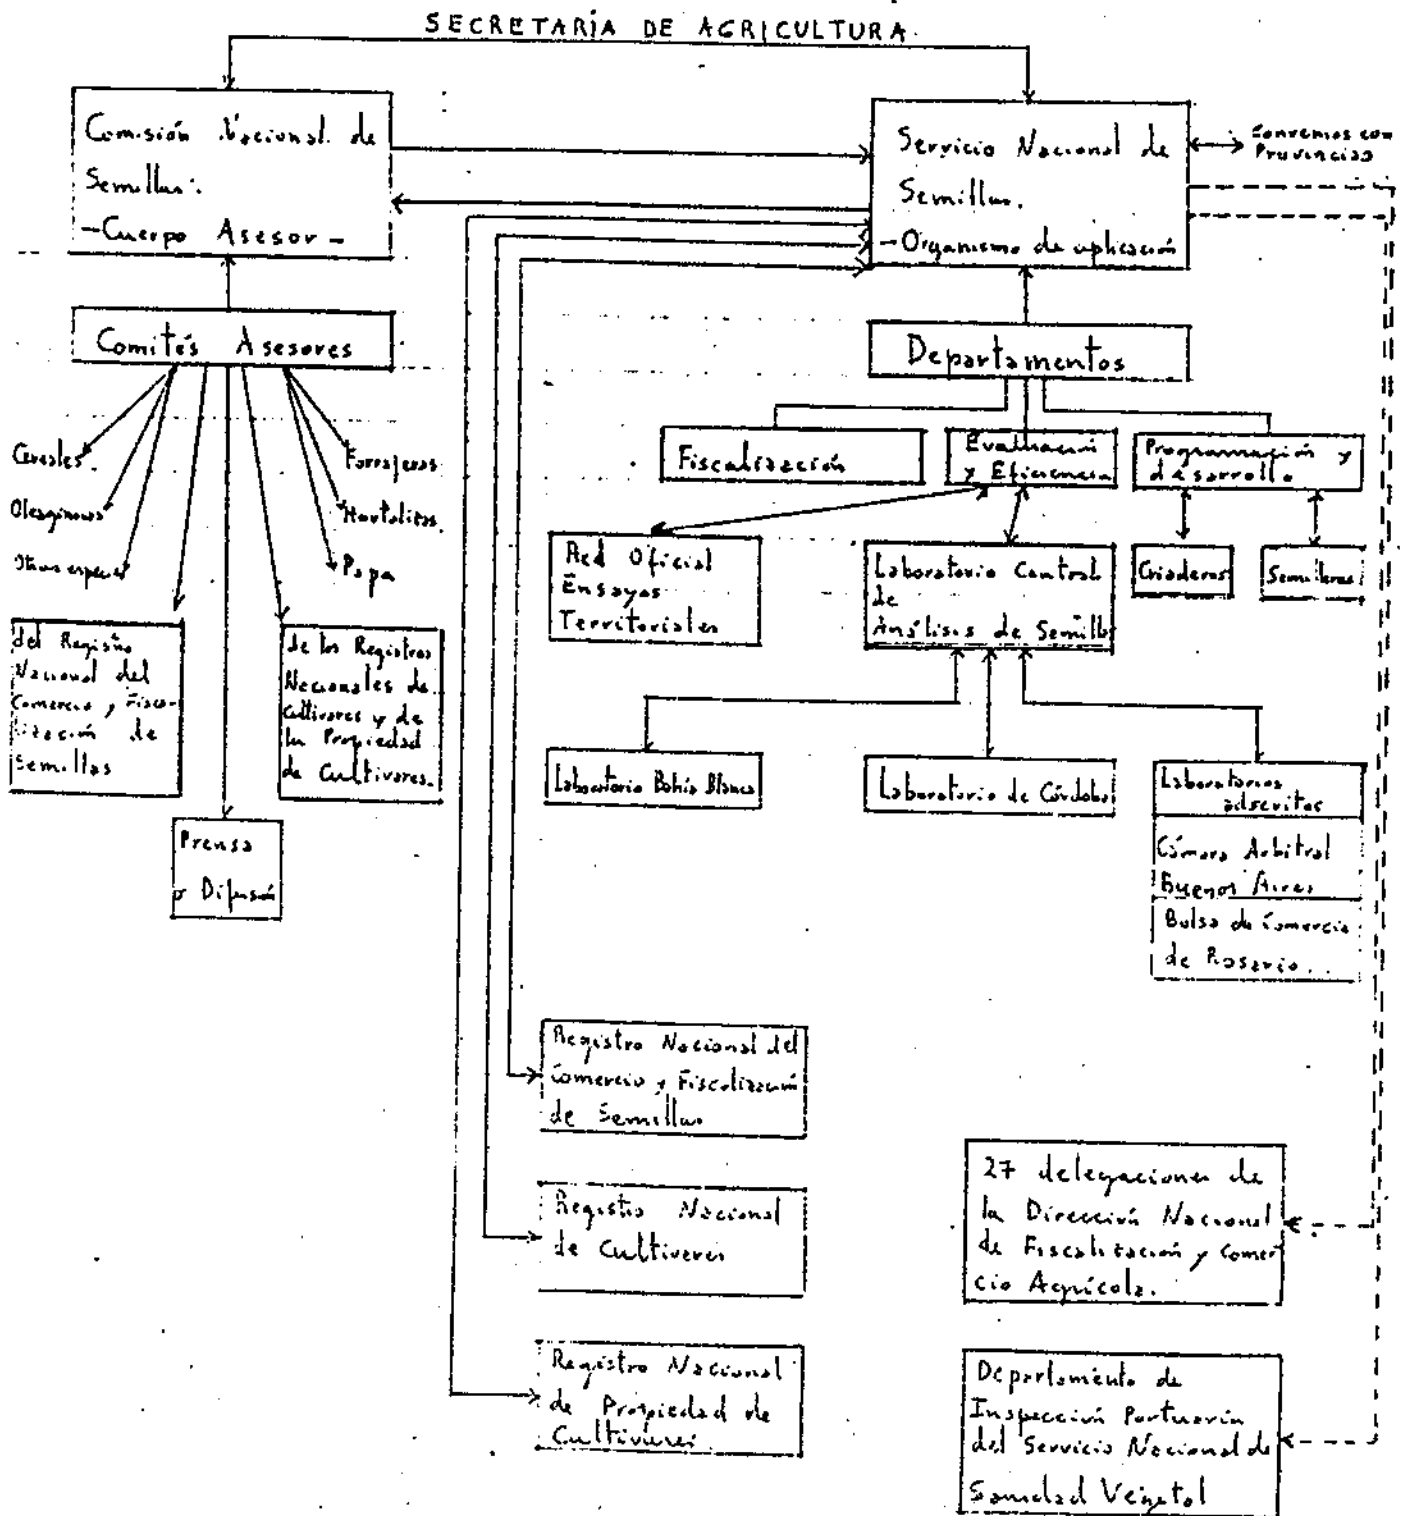 SECRETARÍA DE AGRICULTURA.
Comisión Nacional de
Semillas.
-Cuerpo Asesor-
Servicio Nacional de
Semillas.
-Organismo de aplicación
Convenios con
Provincias
Comités Asesores
Departamentos
Cereales.
Oleaginosas
Otras especies
Forrajeras
Hortalizas.
Papa
Fiscalización
Evaluación
y Eficiencia
Programación y
desarrollo
Red Oficial
Ensayos
Territoriales
Laboratorio Central
de
Análisis de Semillas
Criaderos
Semilleros
del Registro
Nacional del
Comercio y Fisca-
lización de
Semillas
de los Registros
Nacionales de
Cultivares y de
la Propiedad
de Cultivares.
Prensa
o Difusión
Laboratorio Bahía Blanca
Laboratorio de Córdoba
Laboratorios
adscritos
Cámara Arbitral
Buenos Aires
Bolsa de Comercio
de Rosario.
Registro Nacional del
Comercio y Fiscalización
de Semillas
Registro Nacional
de Cultivares
Registro Nacional
de Propiedad de
Cultivares.
27 delegaciones de
la Dirección Nacional
de Fiscalización y Comer
cio Agrícola.
Departamento de
Inspección Portuaria
del Servicio Nacional de
Sanidad Vegetal